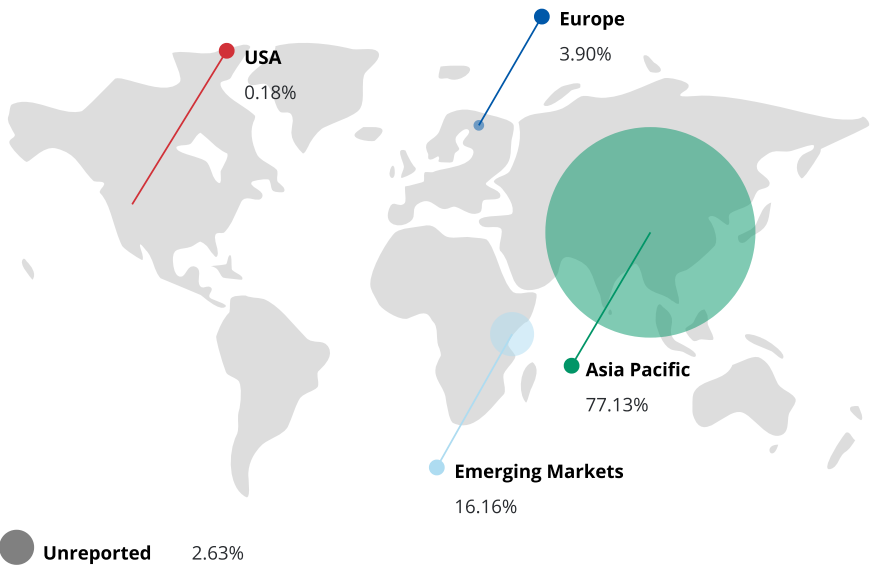 Europe
3.90%
USA
0.18%
Asia Pacific
77.13%
Emerging Markets
16.16%
Unreported 2.63%